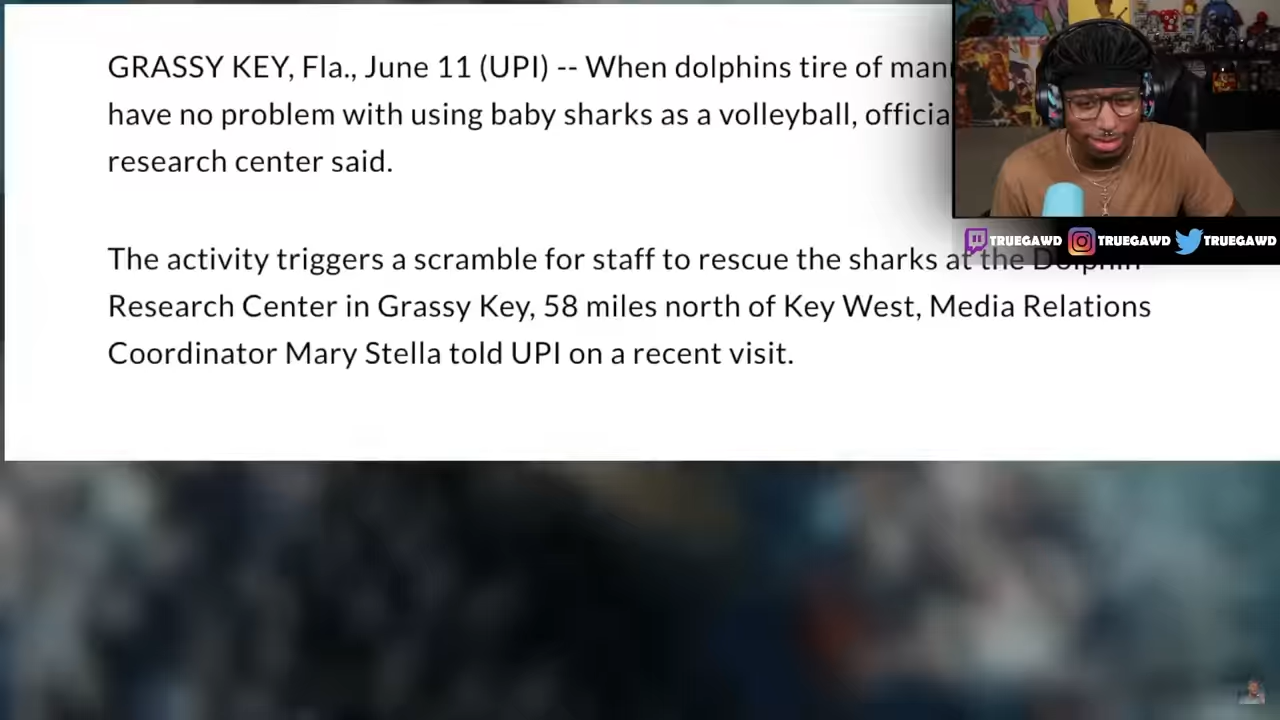 GRASSY KEY, Fla., June 11 (UPI) -- When dolphins tire of
have no problem with using baby sharks as a volleyball,
research center said.
The activity triggers a scramble for staff to rescue the sharks at the Dolphin
Research Center in Grassy Key, 58 miles north of Key West, Media Relations
Coordinator Mary Stella told UPI on a recent visit.
TRUEGAWD TRUEGAWD TRUEGAWD